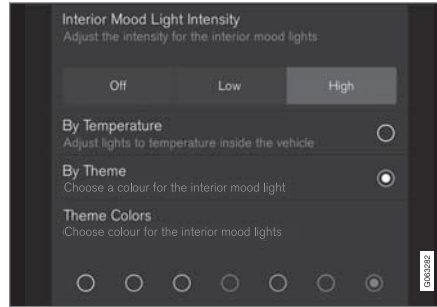 Interior Mood Light Intensity
Adjust the intensity for the interior mood lights
Off Low High
By Temperature
Adjust lights to temperature inside the vehicle
By Theme
Choose a colour for the interior mood light
Theme Colors
Choose colour for the interior mood lights
G063282